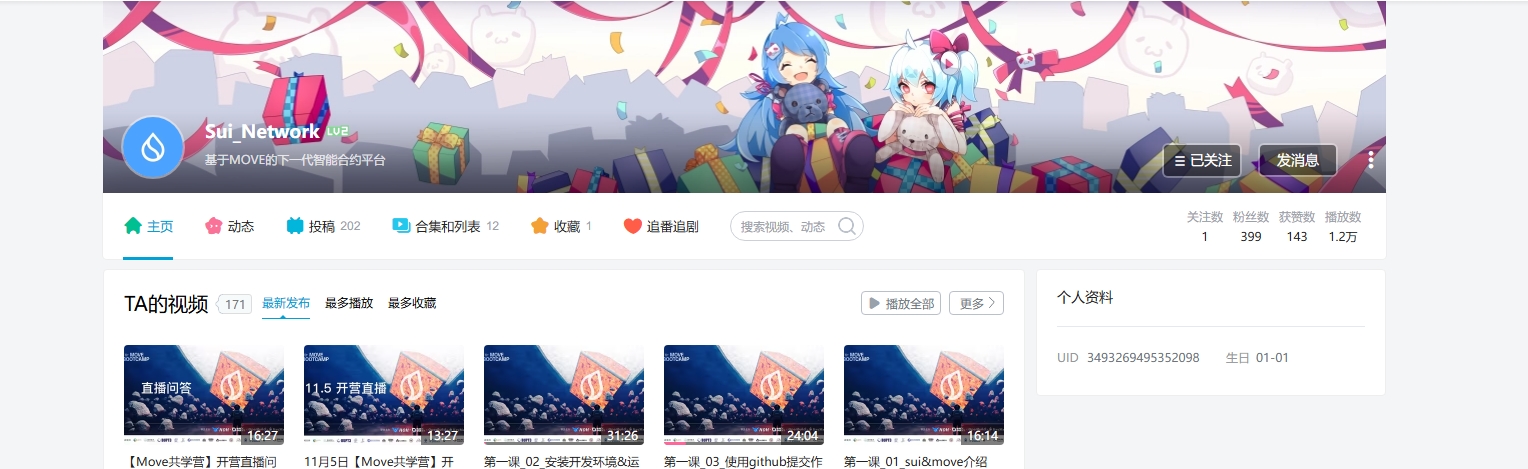 Sui_Network LV2
基于MOVE的下一代智能合约平台
已关注
发消息
主页
动态
投稿 202
合集和列表 12
收藏 1
追番追剧
搜索视频、动态
关注数 粉丝数 获赞数 播放数
1 399 143 1.2万
TA的视频 171 最新发布 最多播放 最多收藏
播放全部
更多
个人资料
UID 3493269495352098 生日 01-01
MOVE
BOOTCAMP
直播问答
16:27
【Move共学营】开营直播问
MOVE
BOOTCAMP
11.5 开营直播
13:27
11月5日【Move共学营】开
MOVE
BOOTCAMP
31:26
第一课_02_安装开发环境&运
MOVE
BOOTCAMP
24:04
第一课_03_使用github提交作
MOVE
BOOTCAMP
16:14
第一课_01_sui&move介绍